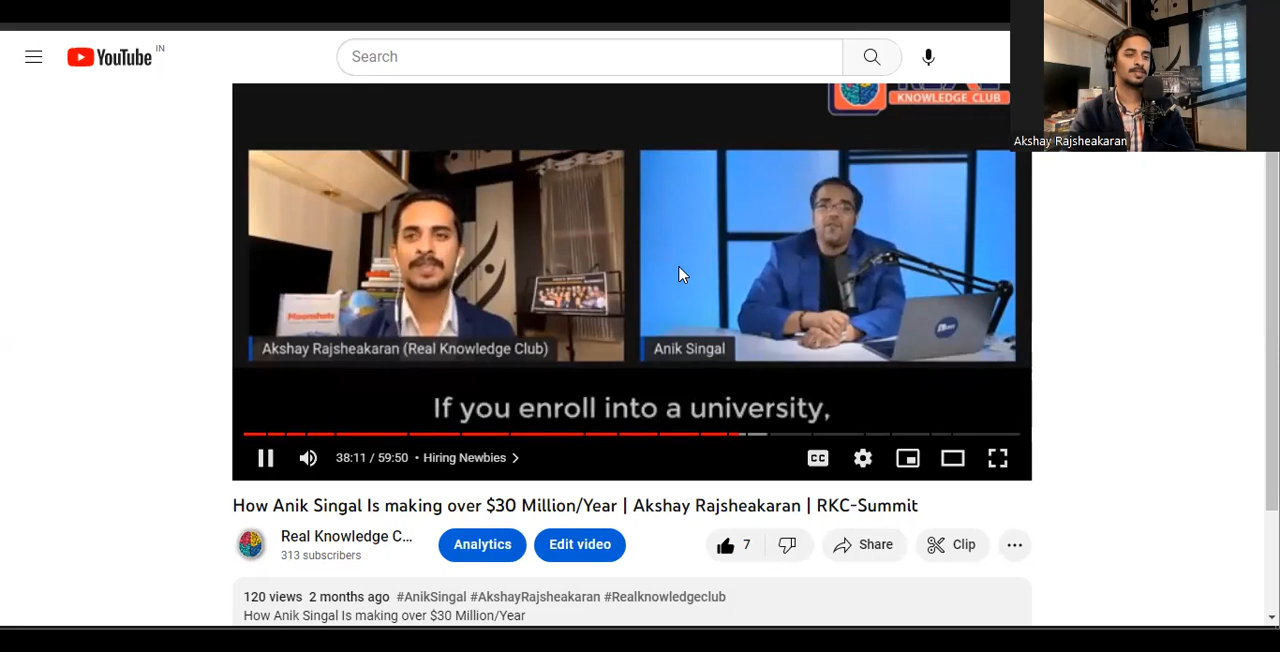 YouTube IN
Search
Akshay Rajsheakaran
KNOWLEDGE CLUB
Moonshots
Akshay Rajsheakaran (Real Knowledge Club)
Anik Singal
If you enroll into a university,
38:11 / 59:50 • Hiring Newbies >
CC
How Anik Singal Is making over $30 Million/Year | Akshay Rajsheakaran | RKC-Summit
Real Knowledge C...
313 subscribers
Analytics
Edit video
7
Share
Clip
120 views 2 months ago #AnikSingal #AkshayRajsheakaran #Realknowledgeclub
How Anik Singal Is making over $30 Million/Year